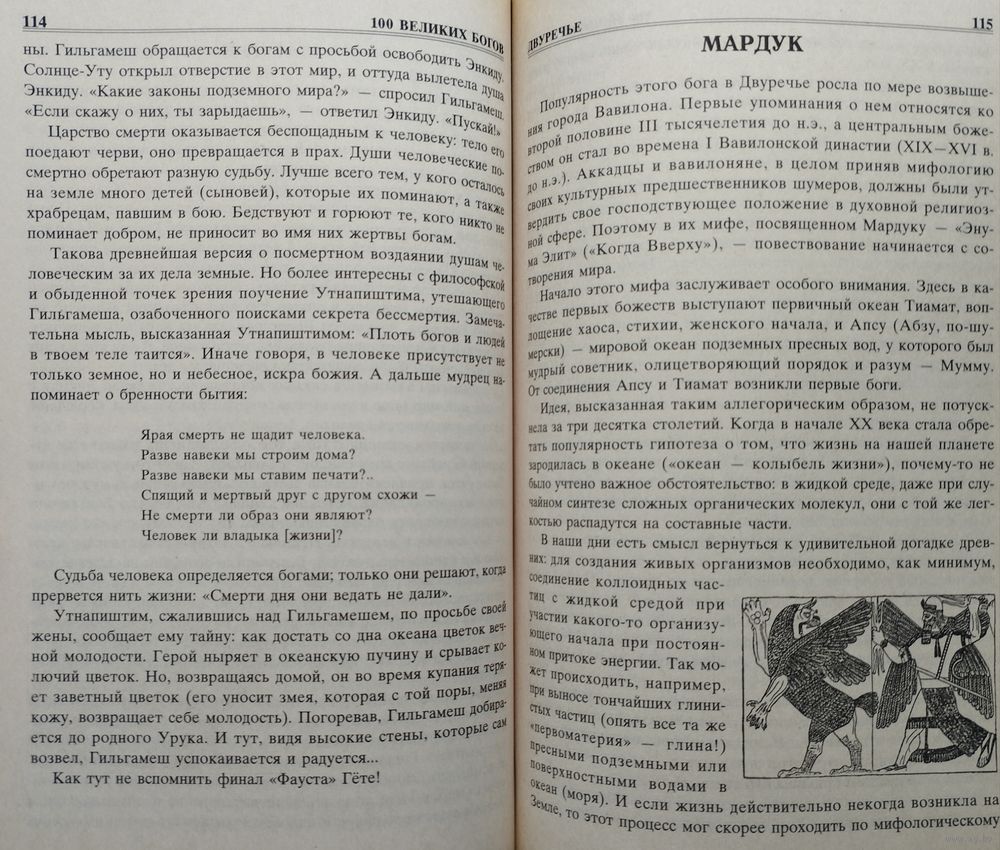 114
100 ВЕЛИКИХ БОГОВ
ны. Гильгамеш обращается к богам с просьбой освободить Энкиду.
Солнце-Уту открыл отверстие в этот мир, и оттуда вылетела душа
Энкиду. «Какие законы подземного мира?» — спросил Гильгамеш.
«Если скажу о них, ты зарыдаешь», — ответил Энкиду. «Пускай!»
Царство смерти оказывается беспощадным к человеку: тело его
поедают черви, оно превращается в прах. Души человеческие по-
смертно обретают разную судьбу. Лучше всего тем, у кого осталось
на земле много детей (сыновей), которые их поминают, а также
храбрецам, павшим в бою. Бедствуют и горюют те, кого никто не
поминает добром, не приносит во имя них жертвы богам.
Такова древнейшая версия о посмертном воздаянии душам че-
ловеческим за их дела земные. Но более интересны с философской
и обыденной точек зрения поучение Утнапиштима, утешающего
Гильгамеша, озабоченного поисками секрета бессмертия. Замеча-
тельна мысль, высказанная Утнапиштимом: «Плоть богов и людей
в твоем теле таится». Иначе говоря, в человеке присутствует не
только земное, но и небесное, искра божия. А дальше мудрец на-
поминает о бренности бытия:
Ярая смерть не щадит человека.
Разве навеки мы строим дома?
Разве навеки мы ставим печати?..
Спящий и мертвый друг с другом схожи —
Не смерти ли образ они являют?
Человек ли владыка [жизни]?
Судьба человека определяется богами; только они решают, когда
прервется нить жизни: «Смерти дня они ведать не дали».
Утнапиштим, сжалившись над Гильгамешем, по просьбе своей
жены, сообщает ему тайну: как достать со дна океана цветок веч-
ной молодости. Герой ныряет в океанскую пучину и срывает ко-
лючий цветок. Но, возвращаясь домой, он во время купания теря-
ет заветный цветок (его уносит змея, которая с той поры, меняя
кожу, возвращает себе молодость). Погоревав, Гильгамеш добира-
ется до родного Урука. И тут, видя высокие стены, которые сам
возвел, Гильгамеш успокаивается и радуется...
Как тут не вспомнить финал «Фауста» Гёте!
ДВУРЕЧЬЕ
115
МАРДУК
Популярность этого бога в Двуречье росла по мере возвыше-
ния города Вавилона. Первые упоминания о нем относятся ко
второй половине III тысячелетия до н.э., а центральным боже-
ством он стал во времена I Вавилонской династии (XIX—XVI в.
до н.э.). Аккадцы и вавилоняне, в целом приняв мифологию
своих культурных предшественников шумеров, должны были ут-
вердить свое господствующее положение в духовной религиоз-
ной сфере. Поэтому в их мифе, посвященном Мардуку — «Эну-
ма Элит» («Когда Вверху»), — повествование начинается с со-
творения мира.
Начало этого мифа заслуживает особого внимания. Здесь в ка-
честве первых божеств выступают первичный океан Тиамат, воп-
лощение хаоса, стихии, женского начала, и Апсу (Абзу, по-шу-
мерски) — мировой океан подземных пресных вод, у которого был
мудрый советник, олицетворяющий порядок и разум — Мумму.
От соединения Апсу и Тиамат возникли первые боги.
Идея, высказанная таким аллегорическим образом, не потуск-
нела за три десятка столетий. Когда в начале XX века стала обре-
тать популярность гипотеза о том, что жизнь на нашей планете
зародилась в океане («океан — колыбель жизни»), почему-то не
было учтено важное обстоятельство: в жидкой среде, даже при слу-
чайном синтезе сложных органических молекул, они с той же лег-
костью распадутся на составные части.
В наши дни есть смысл вернуться к удивительной догадке древ-
них: для создания живых организмов необходимо, как минимум,
соединение коллоидных час-
тиц с жидкой средой при
участии какого-то организу-
ющего начала при постоян-
ном притоке энергии. Так мо-
жет происходить, например,
при выносе тончайших глини-
стых частиц (опять все та же
«первоматерия» — глина!)
пресными подземными или
поверхностными водами в
океан (моря). И если жизнь действительно некогда возникла на
Земле, то этот процесс мог скорее проходить по мифологическому